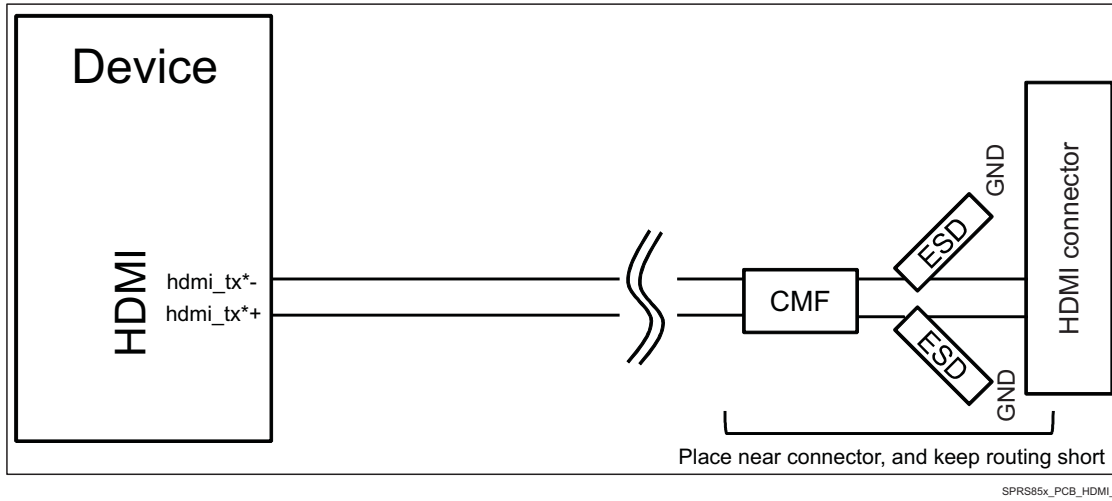 Device
HDMI
hdmi_tx*-
hdmi_tx*+
CMF
ESD
GND
ESD
GND
HDMI connector
Place near connector, and keep routing short
SPRS85x_PCB_HDMI_